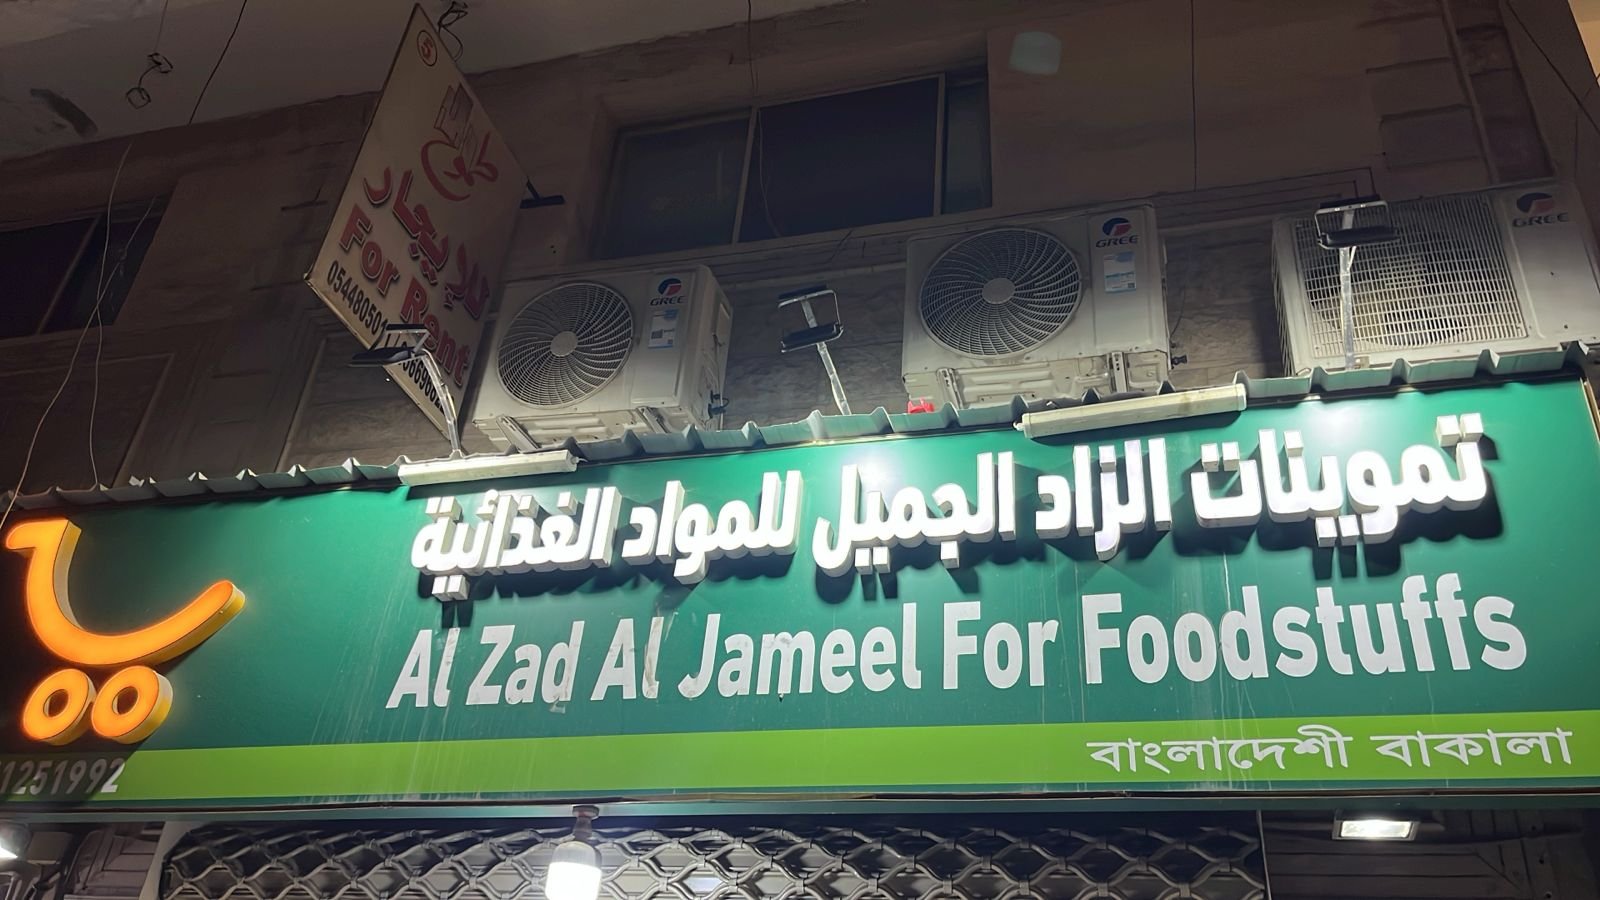 للإيجار
For Rent
GREE
GREE
GREE
تموينات الزاد الجميل للمواد الغذائية
Al Zad Al Jameel For Foodstuffs
বাংলাদেশী বাকালা
1251992